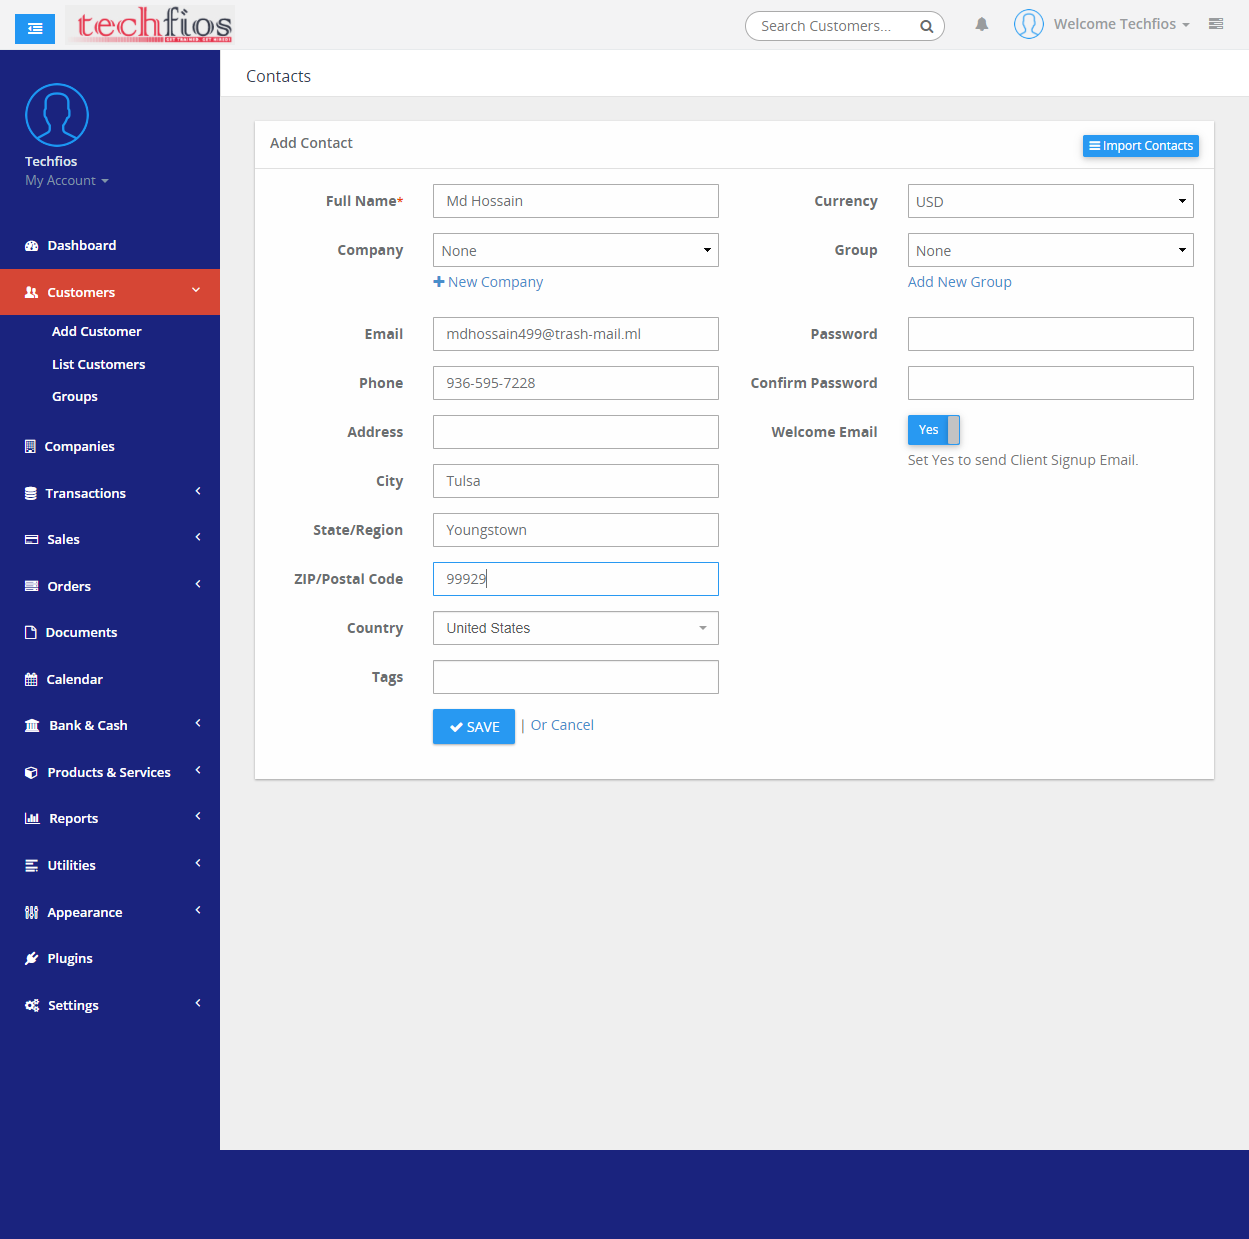 techfios
GET TRAINED. GET HIRED!
Search Customers...
Welcome Techfios
Techfios
My Account
Dashboard
Customers
Add Customer
List Customers
Groups
Companies
Transactions
Sales
Orders
Documents
Calendar
Bank & Cash
Products & Services
Reports
Utilities
Appearance
Plugins
Settings
Contacts
Add Contact
Import Contacts
Full Name*
Md Hossain
Company
None
New Company
Email
mdhossain499@trash-mail.ml
Phone
936-595-7228
Address
City
Tulsa
State/Region
Youngstown
ZIP/Postal Code
99929
Country
United States
Tags
SAVE | Or Cancel
Currency
USD
Group
None
Add New Group
Password
Confirm Password
Welcome Email
Yes
Set Yes to send Client Signup Email.